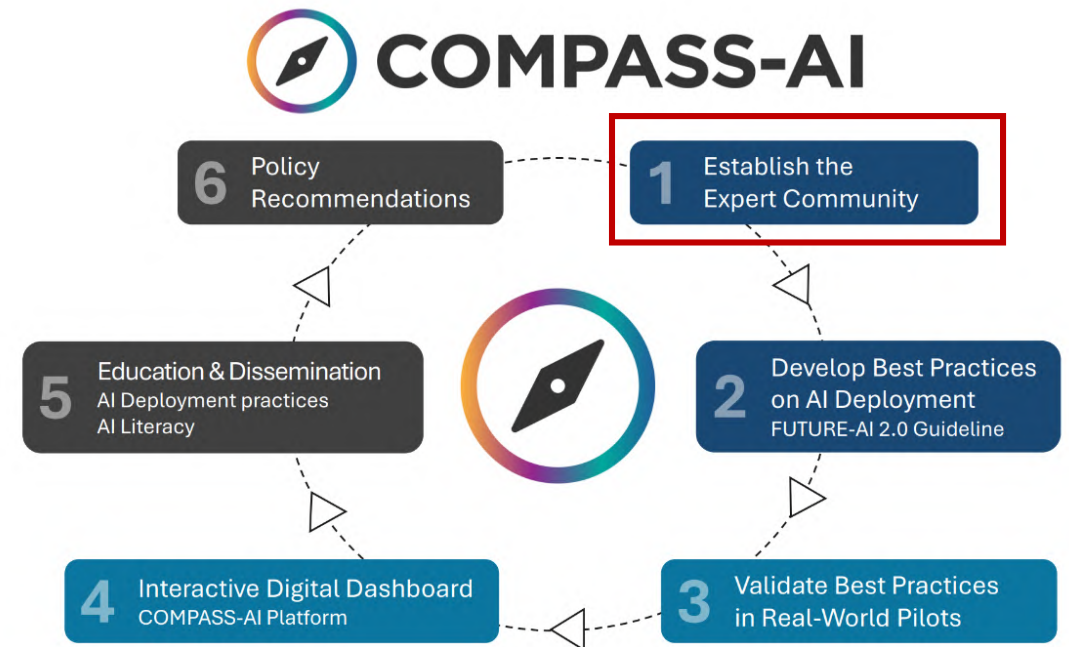 COMPASS-AI
6
Policy
Recommendations
1
Establish the
Expert Community
5
Education & Dissemination
AI Deployment practices
AI Literacy
2
Develop Best Practices
on AI Deployment
FUTURE-AI 2.0 Guideline
4
Interactive Digital Dashboard
COMPASS-AI Platform
3
Validate Best Practices
in Real-World Pilots